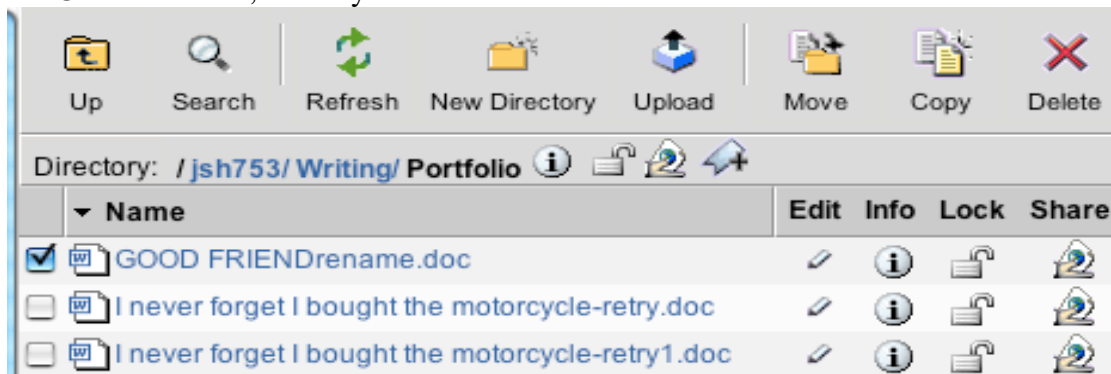 Up Search Refresh New Directory Upload Move Copy Delete
Directory: / jsh753/ Writing/ Portfolio
Name Edit Info Lock Share
GOOD FRIENDrename.doc
I never forget I bought the motorcycle-retry.doc
I never forget I bought the motorcycle-retry1.doc